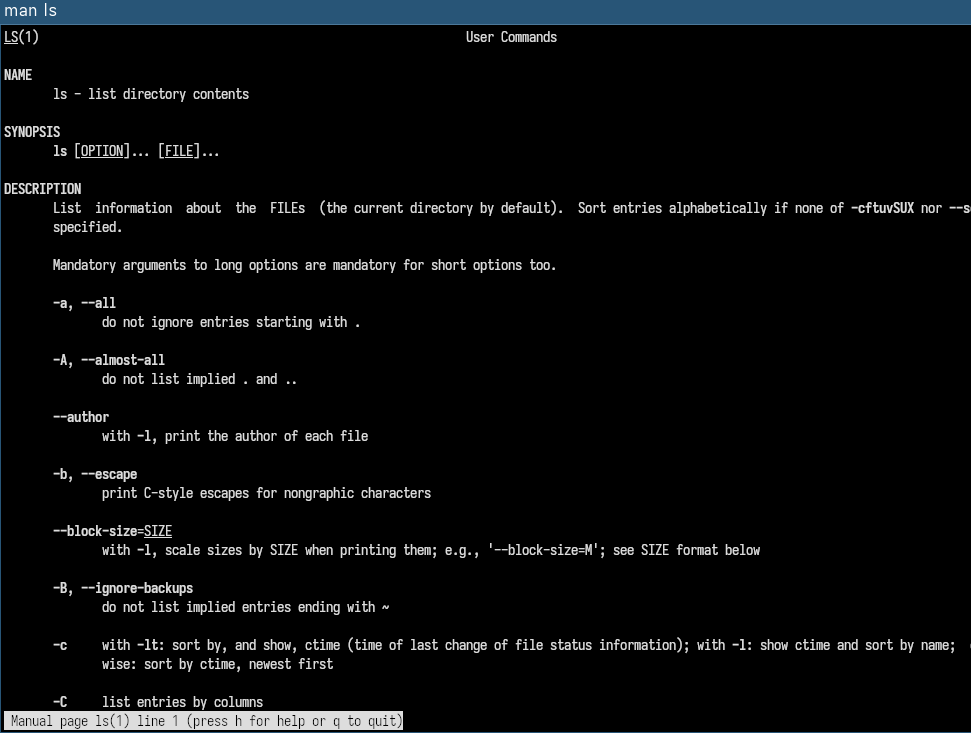 man ls
LS(1) User Commands
NAME
ls - list directory contents
SYNOPSIS
ls [OPTION]... [FILE]...
DESCRIPTION
List information about the FILEs (the current directory by default). Sort entries alphabetically if none of -cftuvSUX nor --s
specified.
Mandatory arguments to long options are mandatory for short options too.
-a, --all
do not ignore entries starting with .
-A, --almost-all
do not list implied . and ..
--author
with -l, print the author of each file
-b, --escape
print C-style escapes for nongraphic characters
--block-size=SIZE
with -l, scale sizes by SIZE when printing them; e.g., '--block-size=M'; see SIZE format below
-B, --ignore-backups
do not list implied entries ending with ~
-c with -lt: sort by, and show, ctime (time of last change of file status information); with -l: show ctime and sort by name;
wise: sort by ctime, newest first
-C list entries by columns
Manual page ls(1) line 1 (press h for help or q to quit)